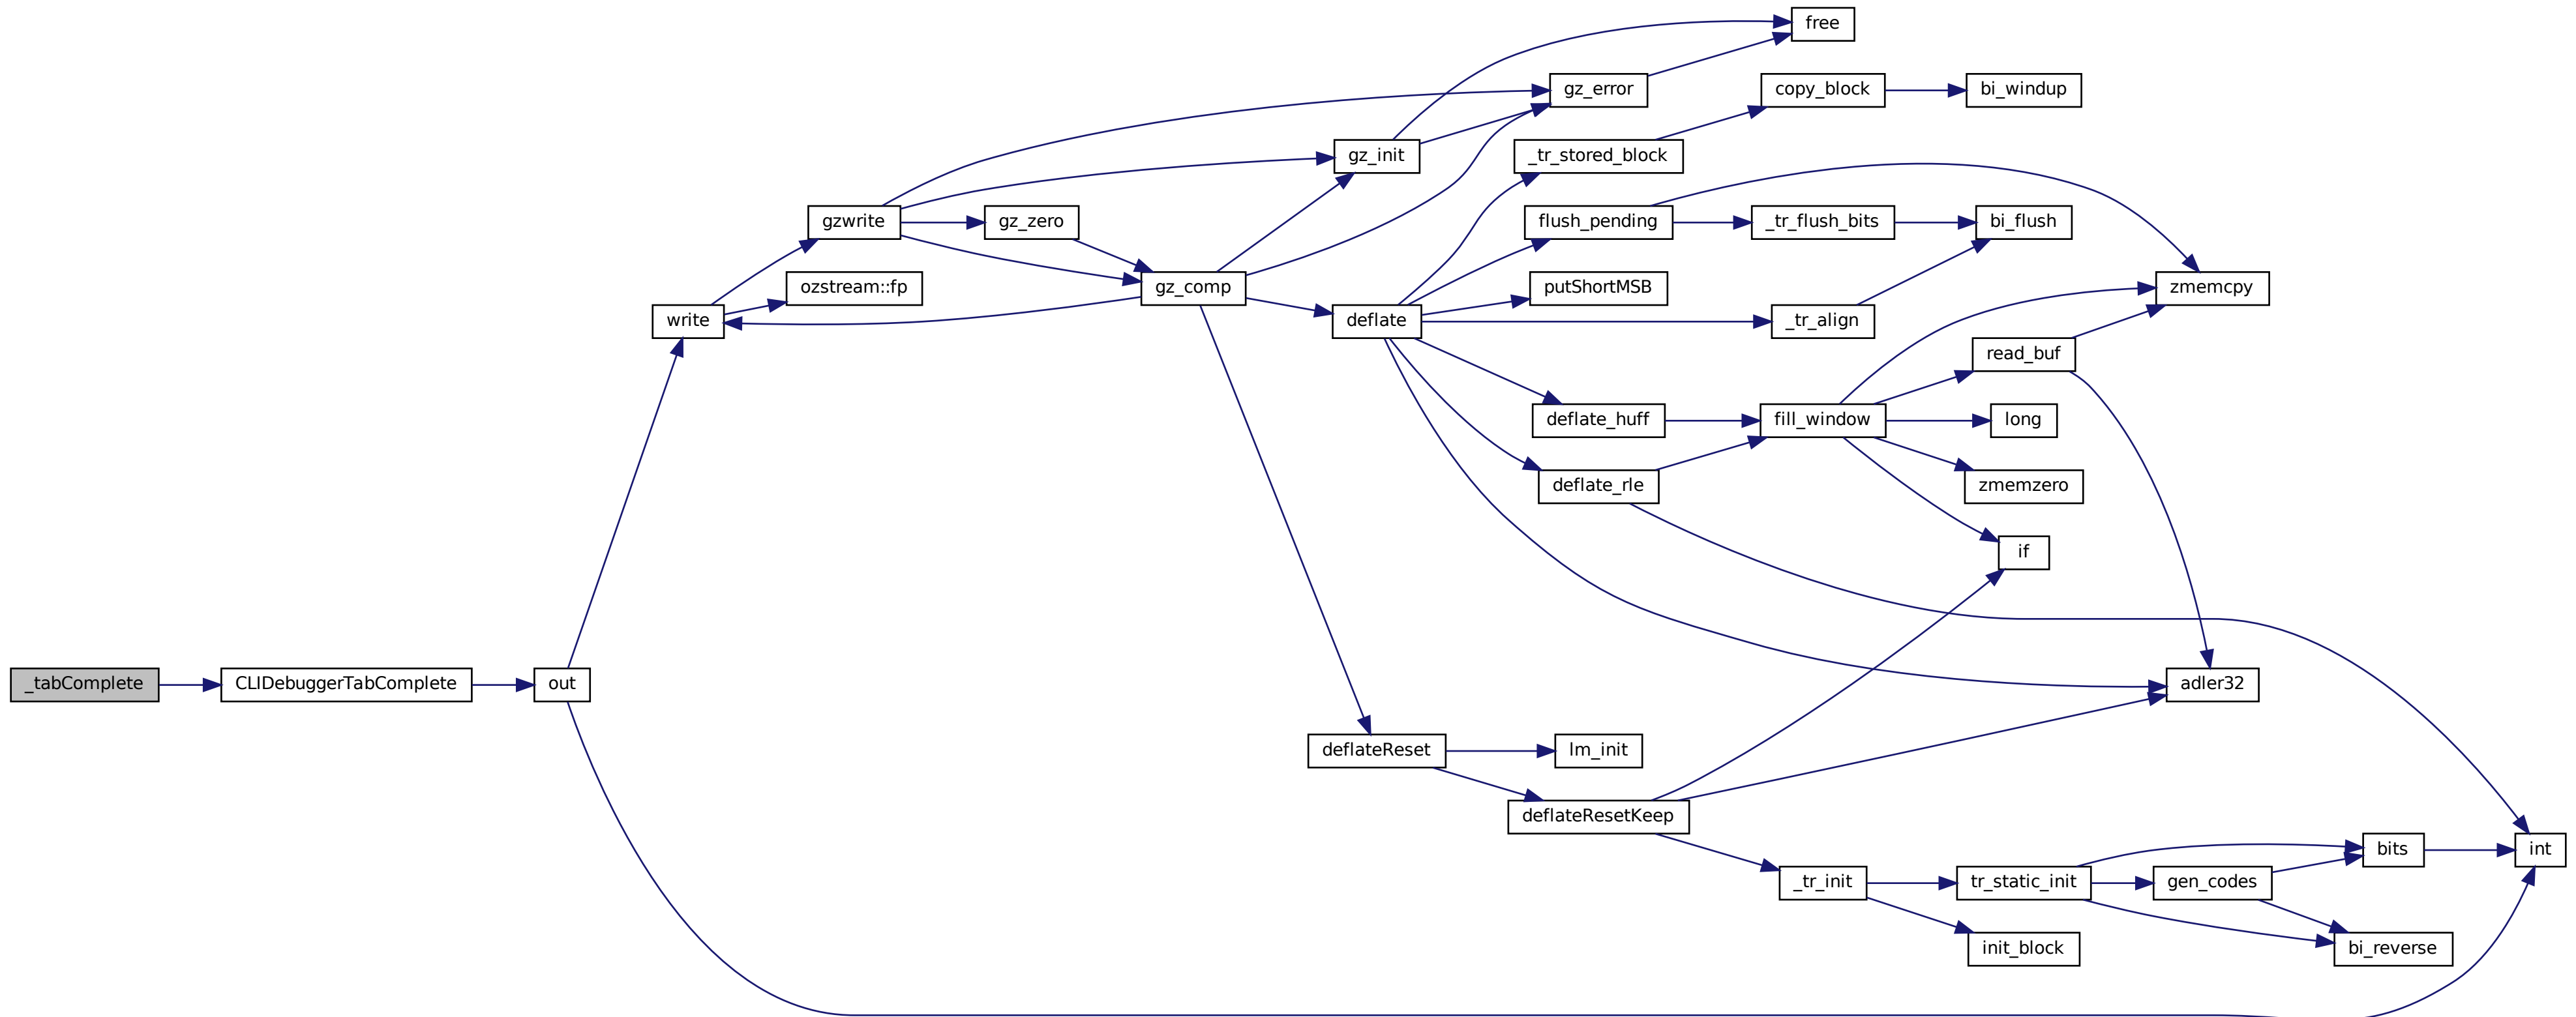 free
gz_error
copy_block
bi_windup
gz_init
_tr_stored_block
gzwrite
gz_zero
flush_pending
_tr_flush_bits
bi_flush
ozstream::fp
gz_comp
putShortMSB
zmemcpy
write
deflate
_tr_align
read_buf
deflate_huff
fill_window
long
deflate_rle
zmemzero
if
_tabComplete
CLIDebuggerTabComplete
out
adler32
deflateReset
lm_init
deflateResetKeep
bits
int
_tr_init
tr_static_init
gen_codes
init_block
bi_reverse